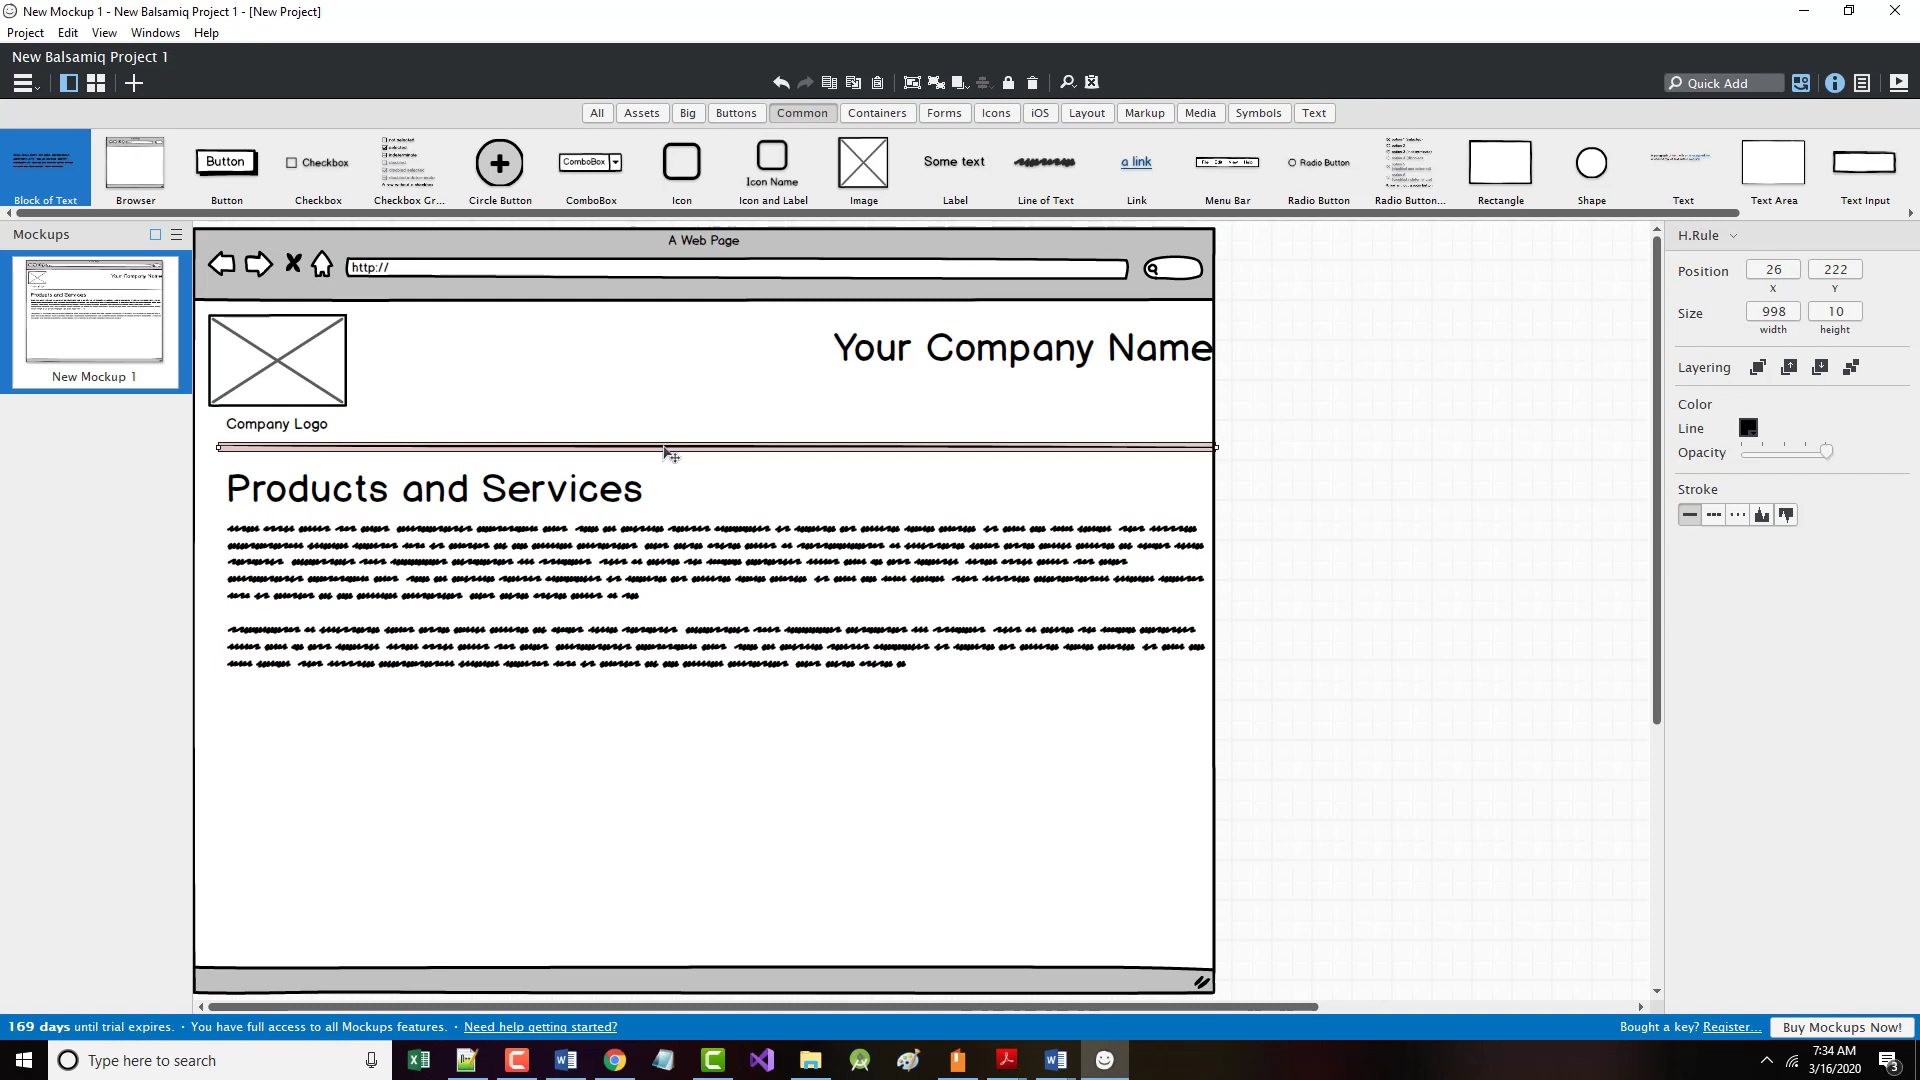 New Mockup 1 - New Balsamiq Project 1 - [New Project]
Project Edit View Windows Help
New Balsamiq Project 1
Quick Add
All Assets Big Buttons Common Containers Forms Icons iOS Layout Markup Media Symbols Text
Button
Checkbox
ComboBox
Icon Name
Some text
a link
Radio Button
Block of Text Browser Button Checkbox Checkbox Gr... Circle Button ComboBox Icon Icon and Label Image Label Line of Text Link Menu Bar Radio Button Radio Button... Rectangle Shape Text Text Area Text Input
Mockups
New Mockup 1
A Web Page
http://
Your Company Name
Company Logo
Products and Services
H.Rule
Position 26 222
X Y
Size 998 10
width height
Layering
Color
Line
Opacity
Stroke
169 days until trial expires. • You have full access to all Mockups features. • Need help getting started?
Bought a key? Register... Buy Mockups Now!
Type here to search
7:34 AM
3/16/2020
3